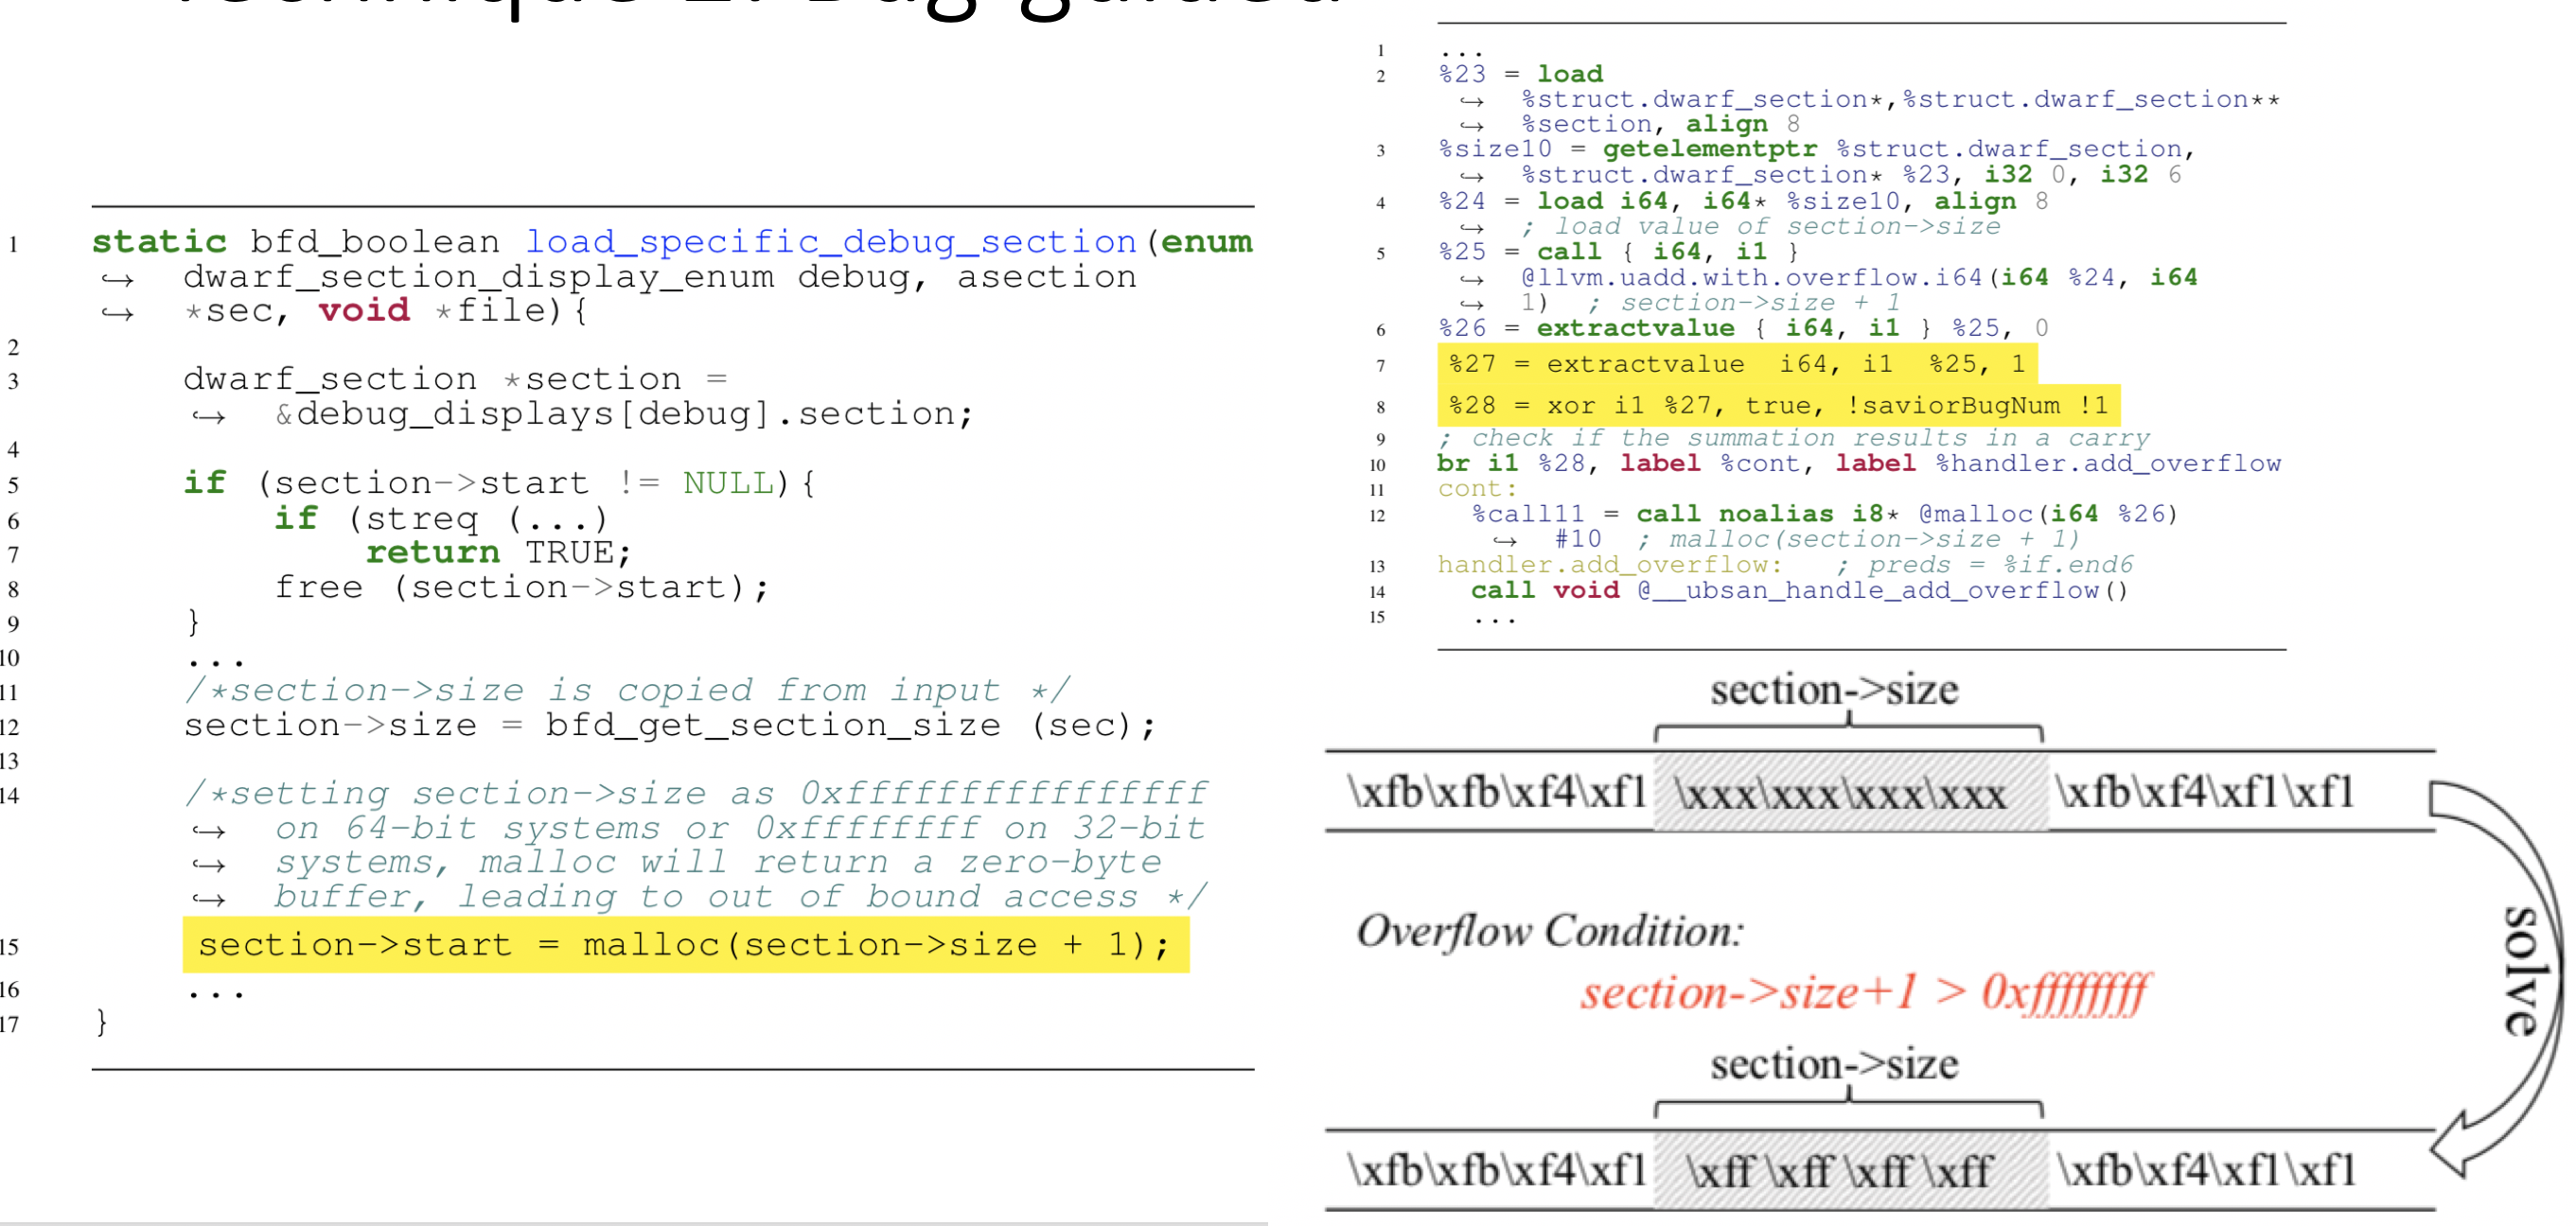 1 static bfd_boolean load_specific_debug_section(enum
↪ dwarf_section_display_enum debug, asection
↪ *sec, void *file){
2
3 dwarf_section *section =
↪ &debug_displays[debug].section;
4
5 if (section->start != NULL){
6 if (streq (...)
7 return TRUE;
8 free (section->start);
9 }
10 ...
11 /*section->size is copied from input */
12 section->size = bfd_get_section_size (sec);
13
14 /*setting section->size as 0xffffffffffffffff
↪ on 64-bit systems or 0xffffffff on 32-bit
↪ systems, malloc will return a zero-byte
↪ buffer, leading to out of bound access */
15 section->start = malloc(section->size + 1);
16 ...
17 }
1 ...
2 %23 = load
↪ %struct.dwarf_section*,%struct.dwarf_section**
↪ %section, align 8
3 %size10 = getelementptr %struct.dwarf_section,
↪ %struct.dwarf_section* %23, i32 0, i32 6
4 %24 = load i64, i64* %size10, align 8
↪ ; load value of section->size
5 %25 = call { i64, i1 }
↪ @llvm.uadd.with.overflow.i64(i64 %24, i64
↪ 1) ; section->size + 1
6 %26 = extractvalue { i64, i1 } %25, 0
7 %27 = extractvalue i64, i1 %25, 1
8 %28 = xor i1 %27, true, !saviorBugNum !1
9 ; check if the summation results in a carry
10 br i1 %28, label %cont, label %handler.add_overflow
11 cont:
12 %call11 = call noalias i8* @malloc(i64 %26)
↪ #10 ; malloc(section->size + 1)
13 handler.add_overflow: ; preds = %if.end6
14 call void @__ubsan_handle_add_overflow()
15 ...
section->size
\xfb\xfb\xf4\xf1 \xxx\xxx\xxx\xxx \xfb\xf4\xf1\xf1
Overflow Condition:
section->size+1 > 0xffffffff
solve
section->size
\xfb\xfb\xf4\xf1 \xff\xff\xff\xff \xfb\xf4\xf1\xf1